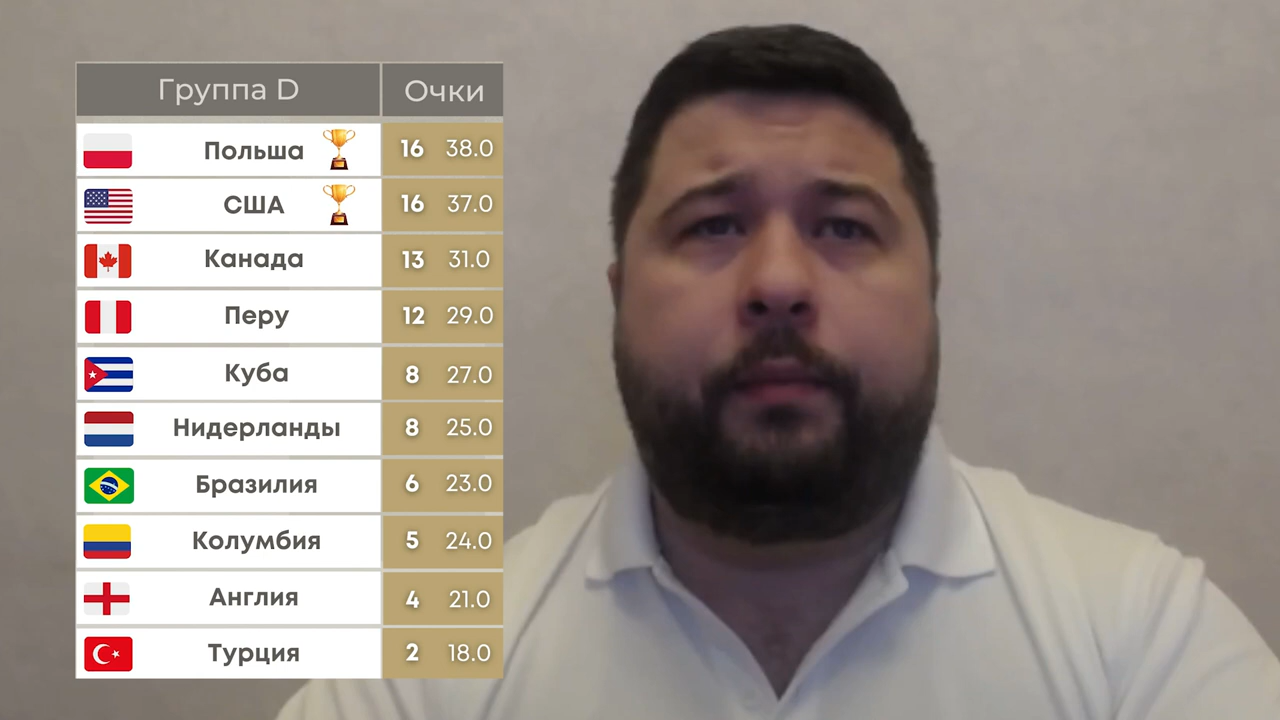 Группа D Очки
Польша 16 38.0
США 16 37.0
Канада 13 31.0
Перу 12 29.0
Куба 8 27.0
Нидерланды 8 25.0
Бразилия 6 23.0
Колумбия 5 24.0
Англия 4 21.0
Турция 2 18.0